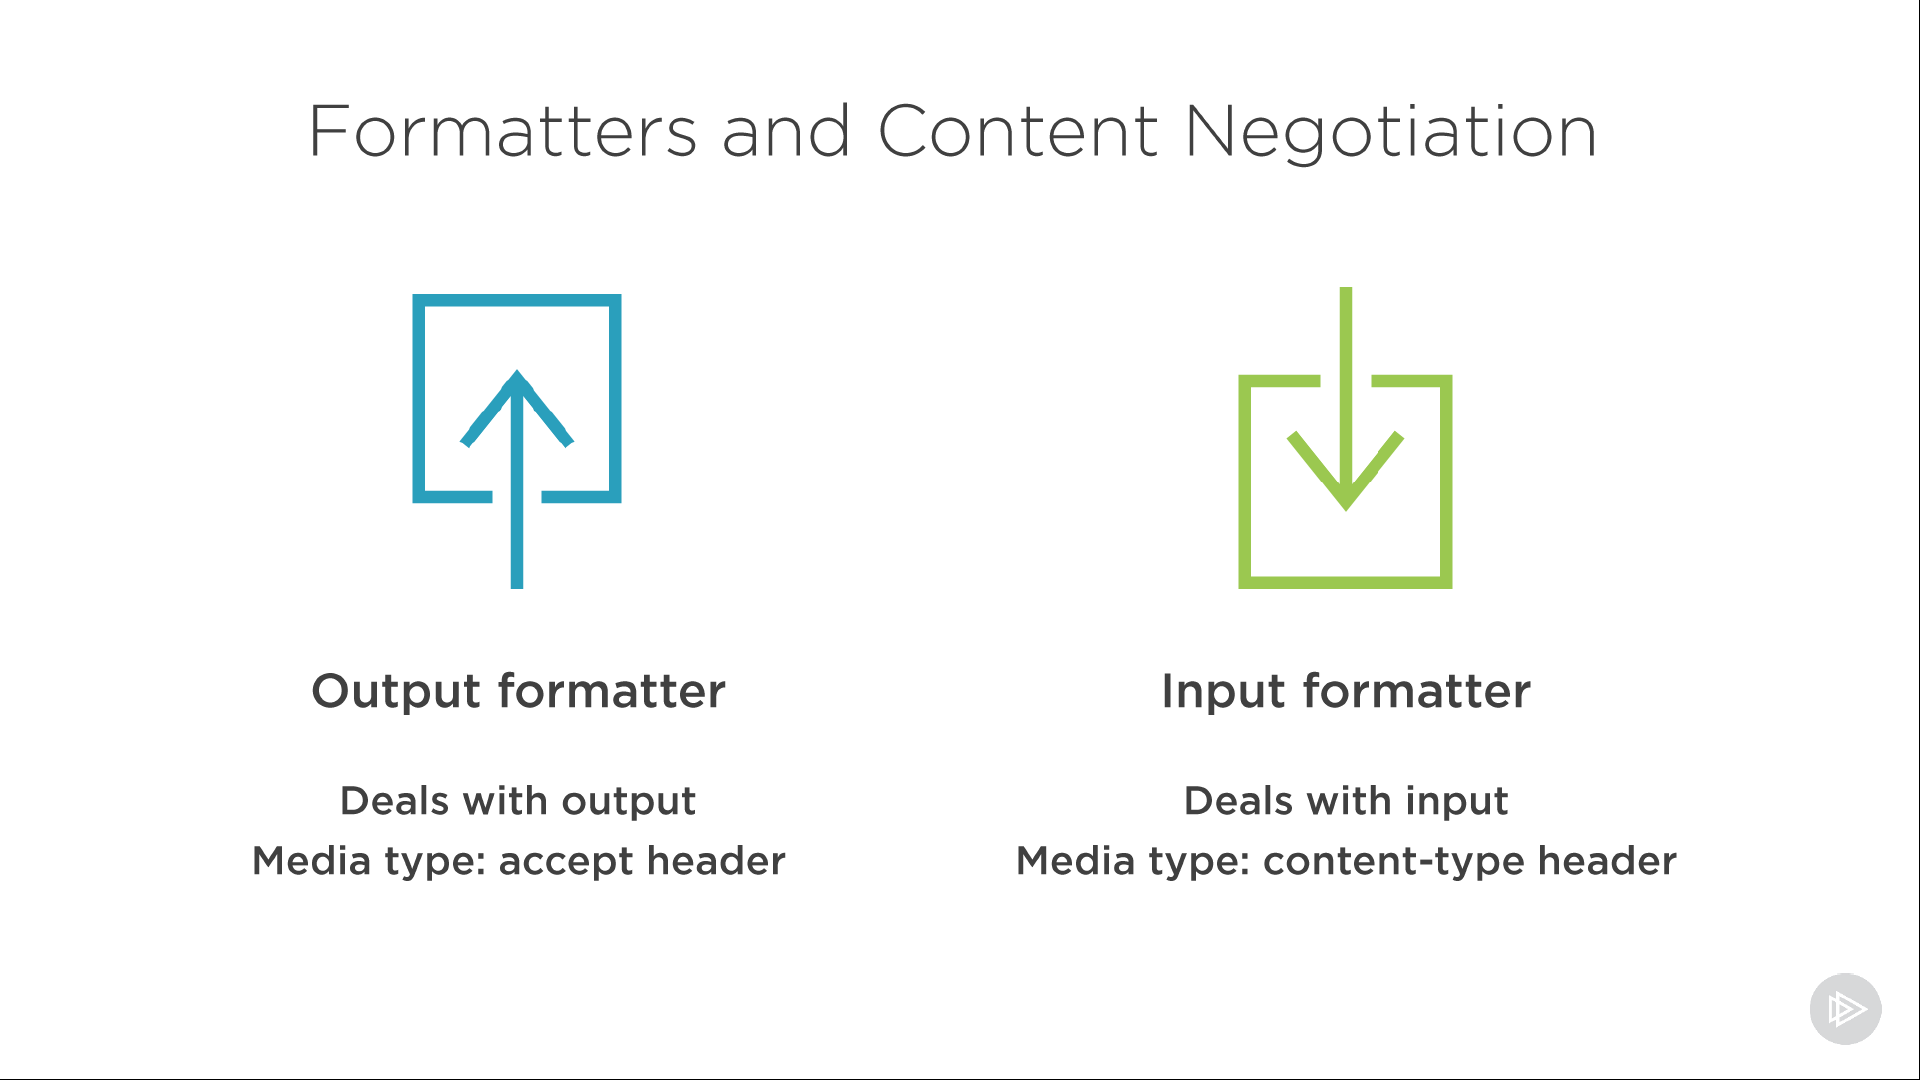 Formatters and Content Negotiation
Output formatter
Deals with output
Media type: accept header
Input formatter
Deals with input
Media type: content-type header